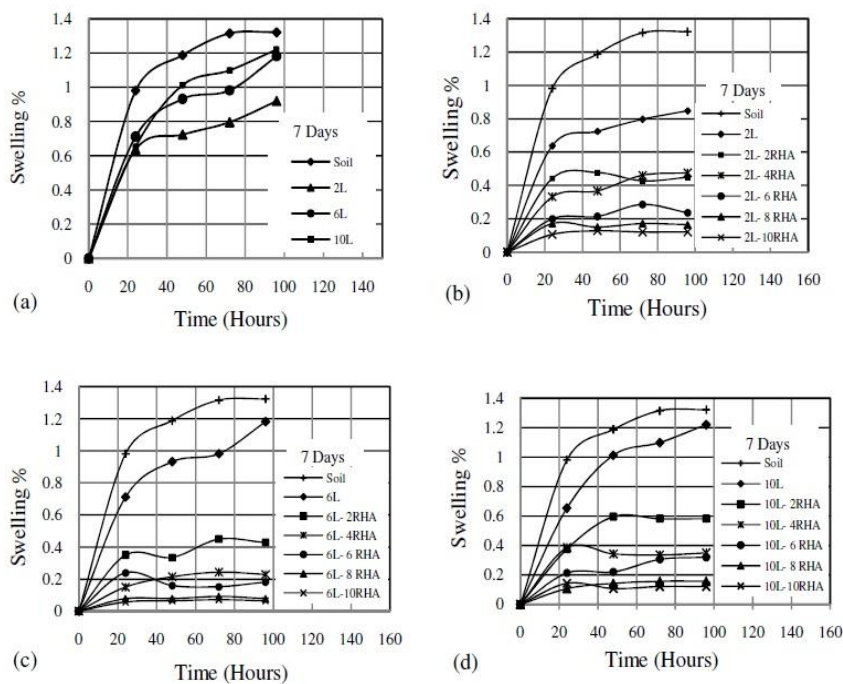 1.4
1.2
1
0.8
0.6
0.4
0.2
0
Swelling %
7 Days
Soil
2L
6L
10L
0 20 40 60 80 100 120 140
Time (Hours)
(a)
1.4
1.2
1
0.8
0.6
0.4
0.2
0
Swelling %
7 Days
Soil
2L
2L- 2RHA
2L- 4RHA
2L- 6 RHA
2L- 8 RHA
2L-10RHA
0 20 40 60 80 100 120 140 160
Time (Hours)
(b)
1.4
1.2
1
0.8
0.6
0.4
0.2
0
Swelling %
7 Days
Soil
6L
6L- 2RHA
6L- 4RHA
6L- 6 RHA
6L- 8 RHA
6L-10RHA
0 20 40 60 80 100 120 140 160
Time (Hours)
(c)
1.4
1.2
1
0.8
0.6
0.4
0.2
0
Swelling %
7 Days
Soil
10L
10L- 2RHA
10L- 4RHA
10L- 6 RHA
10L- 8 RHA
10L-10RHA
0 20 40 60 80 100 120 140 160
Time (Hours)
(d)